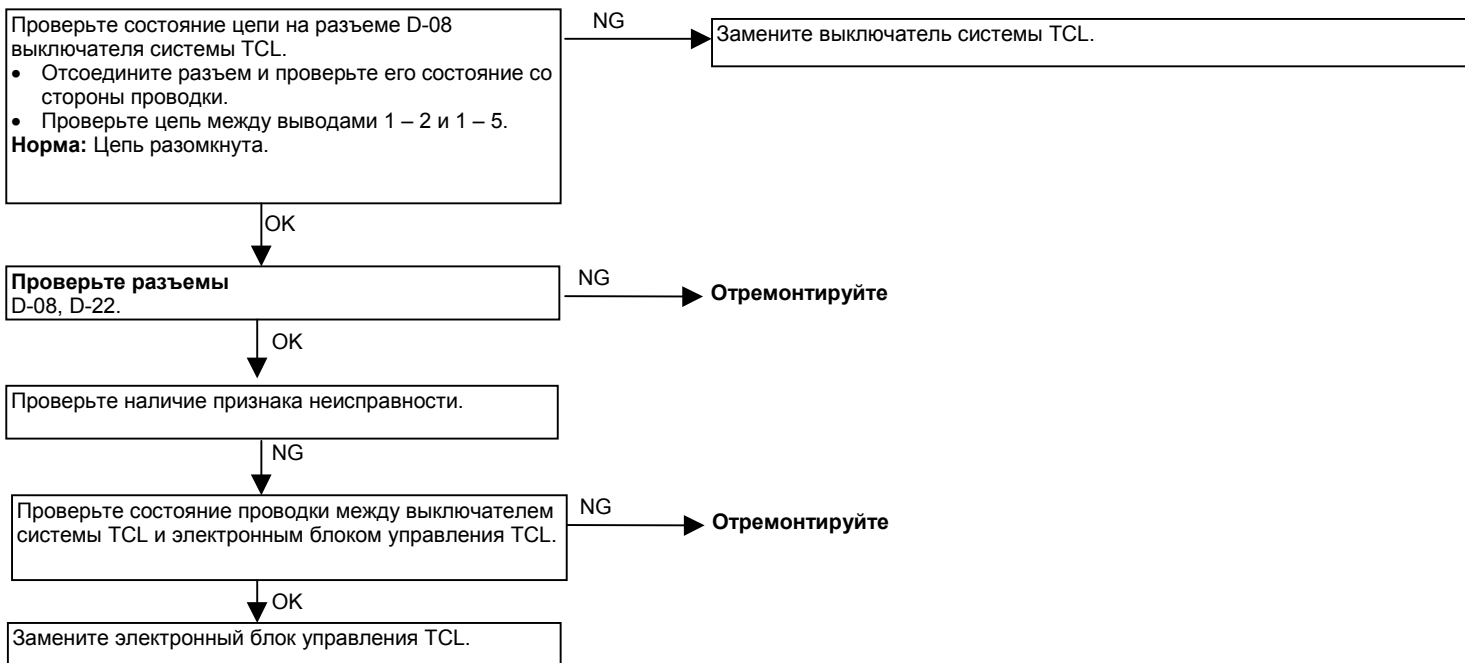 Проверьте состояние цепи на разъеме D-08
выключателя системы TCL.
• Отсоедините разъем и проверьте его состояние со
стороны проводки.
• Проверьте цепь между выводами 1 – 2 и 1 – 5.
Норма: Цепь разомкнута.
NG
Замените выключатель системы TCL.
OK
Проверьте разъемы
D-08, D-22.
NG
Отремонтируйте
OK
Проверьте наличие признака неисправности.
NG
Проверьте состояние проводки между выключателем
системы TCL и электронным блоком управления TCL.
NG
Отремонтируйте
OK
Замените электронный блок управления TCL.